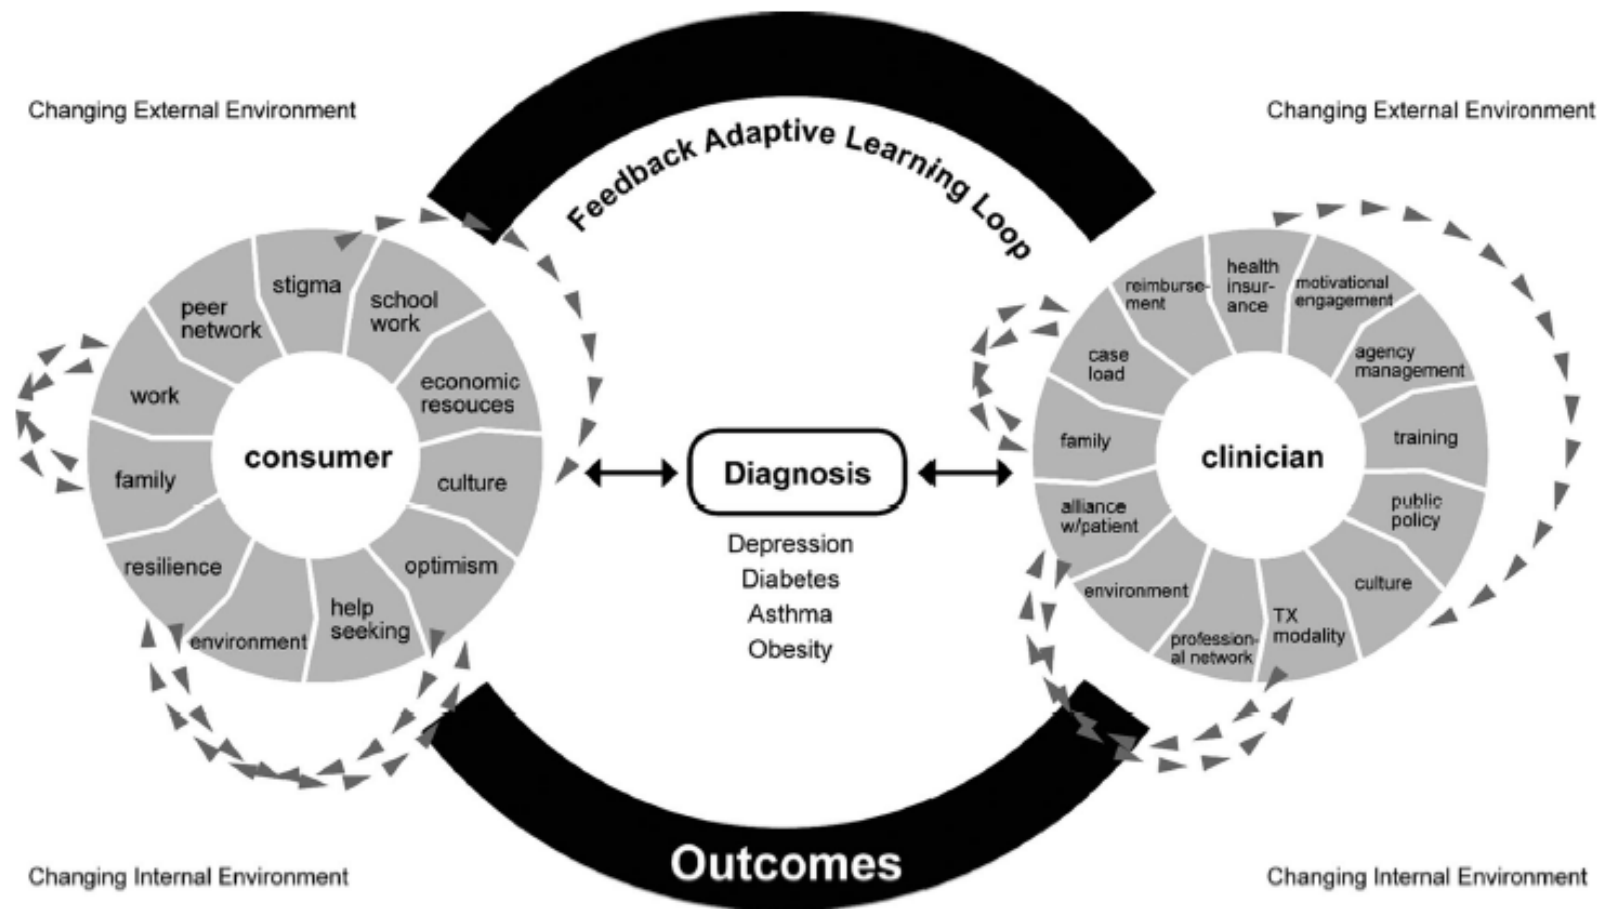 Changing External Environment
Changing External Environment
Feedback Adaptive Learning Loop
stigma
school
work
economic
resouces
culture
optimism
help
seeking
environment
resilience
family
work
peer
network
consumer
Diagnosis
Depression
Diabetes
Asthma
Obesity
health
insur-
ance
motivational
engagement
agency
management
training
public
policy
culture
TX
modality
profession-
al network
environment
alliance
w/patient
family
case
load
reimburse-
ment
clinician
Outcomes
Changing Internal Environment
Changing Internal Environment